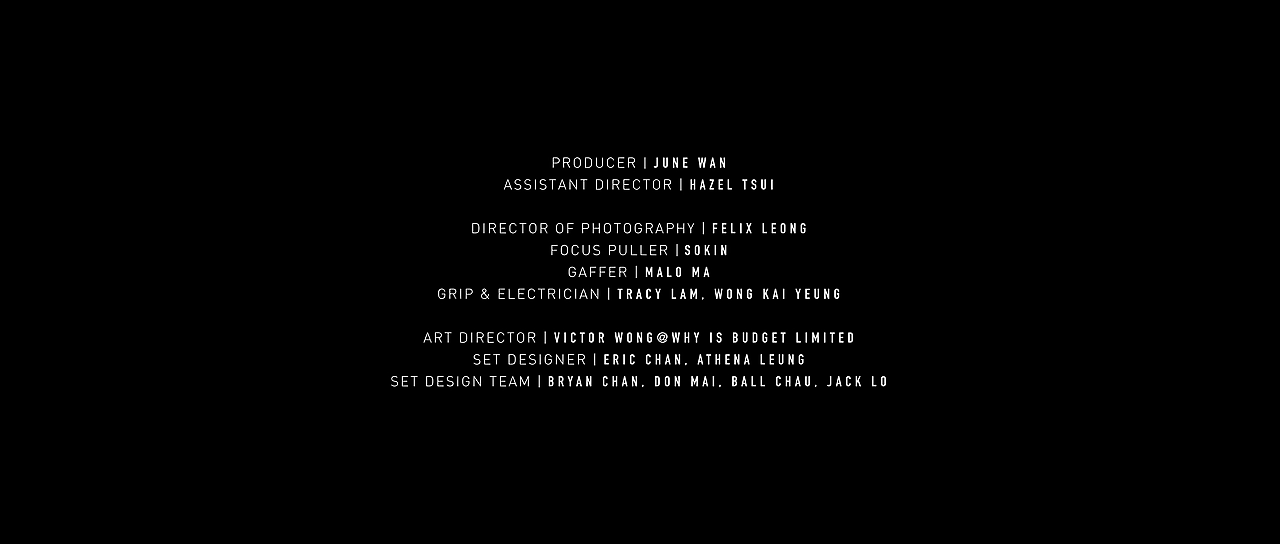 PRODUCER | JUNE WAN
ASSISTANT DIRECTOR | HAZEL TSUI
DIRECTOR OF PHOTOGRAPHY | FELIX LEONG
FOCUS PULLER | SOKIN
GAFFER | MALO MA
GRIP & ELECTRICIAN | TRACY LAM, WONG KAI YEUNG
ART DIRECTOR | VICTOR WONG@WHY IS BUDGET LIMITED
SET DESIGNER | ERIC CHAN, ATHENA LEUNG
SET DESIGN TEAM | BRYAN CHAN, DON MAI, BALL CHAU, JACK LO